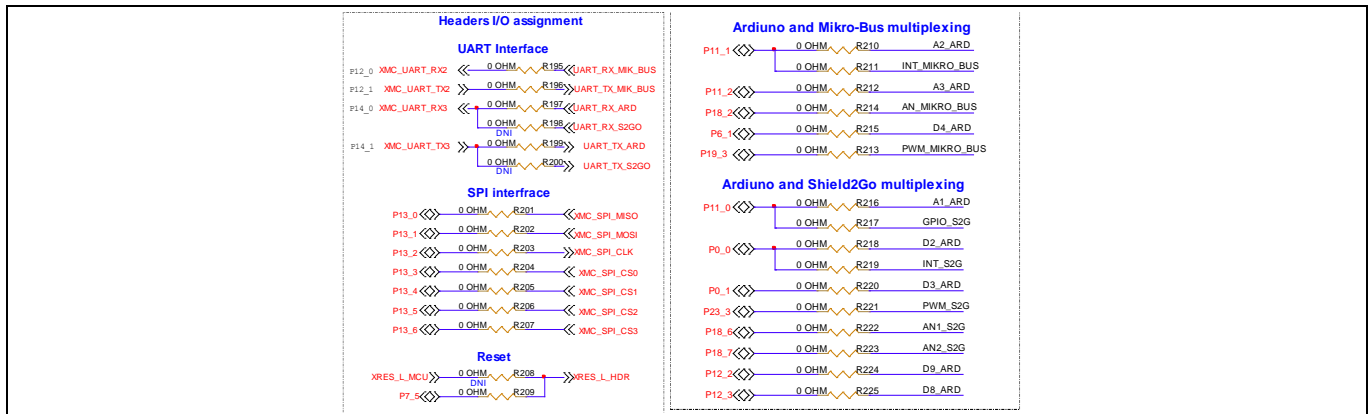 Headers I/O assignment
UART Interface
P12_0 XMC_UART_RX2 0 OHM R195 UART_RX_MIK_BUS
P12_1 XMC_UART_TX2 0 OHM R196 UART_TX_MIK_BUS
P14_0 XMC_UART_RX3 0 OHM R197 UART_RX_ARD
0 OHM R198 UART_RX_S2GO
DNI
P14_1 XMC_UART_TX3 0 OHM R199 UART_TX_ARD
0 OHM R200 UART_TX_S2GO
DNI
SPI interfrace
P13_0 0 OHM R201 XMC_SPI_MISO
P13_1 0 OHM R202 XMC_SPI_MOSI
P13_2 0 OHM R203 XMC_SPI_CLK
P13_3 0 OHM R204 XMC_SPI_CS0
P13_4 0 OHM R205 XMC_SPI_CS1
P13_5 0 OHM R206 XMC_SPI_CS2
P13_6 0 OHM R207 XMC_SPI_CS3
Reset
XRES_L_MCU 0 OHM R208 XRES_L_HDR
DNI
P7_5 0 OHM R209
Ardiuno and Mikro-Bus multiplexing
P11_1 0 OHM R210 A2_ARD
0 OHM R211 INT_MIKRO_BUS
P11_2 0 OHM R212 A3_ARD
P18_2 0 OHM R214 AN_MIKRO_BUS
P6_1 0 OHM R215 D4_ARD
P19_3 0 OHM R213 PWM_MIKRO_BUS
Ardiuno and Shield2Go multiplexing
P11_0 0 OHM R216 A1_ARD
0 OHM R217 GPIO_S2G
P0_0 0 OHM R218 D2_ARD
0 OHM R219 INT_S2G
P0_1 0 OHM R220 D3_ARD
P23_3 0 OHM R221 PWM_S2G
P18_6 0 OHM R222 AN1_S2G
P18_7 0 OHM R223 AN2_S2G
P12_2 0 OHM R224 D9_ARD
P12_3 0 OHM R225 D8_ARD